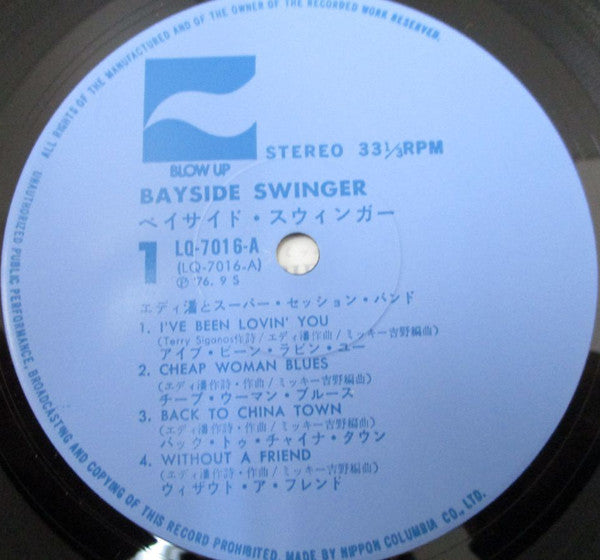 ALL RIGHTS OF THE MANUFACTURER AND OF THE OWNER OF THE RECORDED WORK RESERVED.
BLOW UP
STEREO 33 1/3 RPM
BAYSIDE SWINGER
ベイサイド・スウィンガー
1
LQ-7016-A
(LQ-7016-A)
Ⓟ '76. 9 S
エディ潘とスーパー・セッション・バンド
1. I'VE BEEN LOVIN' YOU
(Terry Siganos作詩/エディ潘作曲/ミッキー吉野編曲)
アイブ・ビーン・ラビン・ユー
2. CHEAP WOMAN BLUES
(エディ潘作詩・作曲/ミッキー吉野編曲)
チープ・ウーマン・ブルース
3. BACK TO CHINA TOWN
(エディ潘作詩・作曲/ミッキー吉野編曲)
バック・トゥ・チャイナ・タウン
4. WITHOUT A FRIEND
(エディ潘作詩・作曲/ミッキー吉野編曲)
ウィザウト・ア・フレンド
UNAUTHORIZED PUBLIC PERFORMANCE, BROADCASTING AND COPYING OF THIS RECORD PROHIBITED. MADE BY NIPPON COLUMBIA CO., LTD.